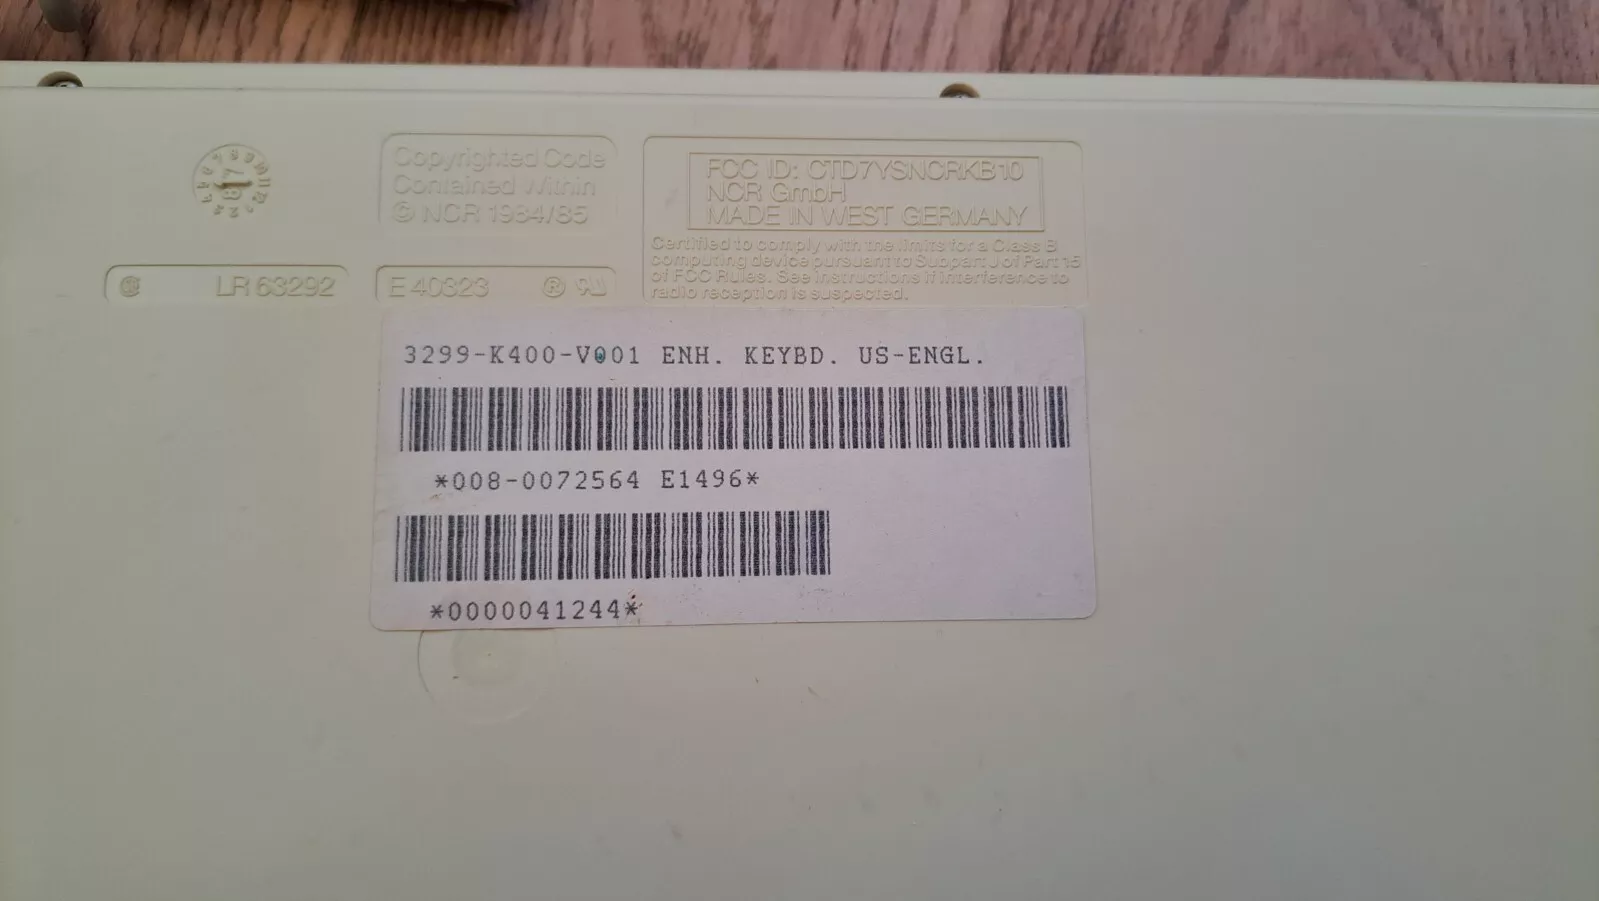 Copyrighted Code
Contained Within
© NCR 1984/85
FCC ID: CTD7YSNCRKB10
NCR GmbH
MADE IN WEST GERMANY
Certified to comply with the limits for a Class B
computing device pursuant to Subpart J of Part 15
of FCC Rules. See instructions if interference to
radio reception is suspected.
LR 63292
E 40323 ®
3299-K400-V001 ENH. KEYBD. US-ENGL.
*008-0072564 E1496*
*0000041244*